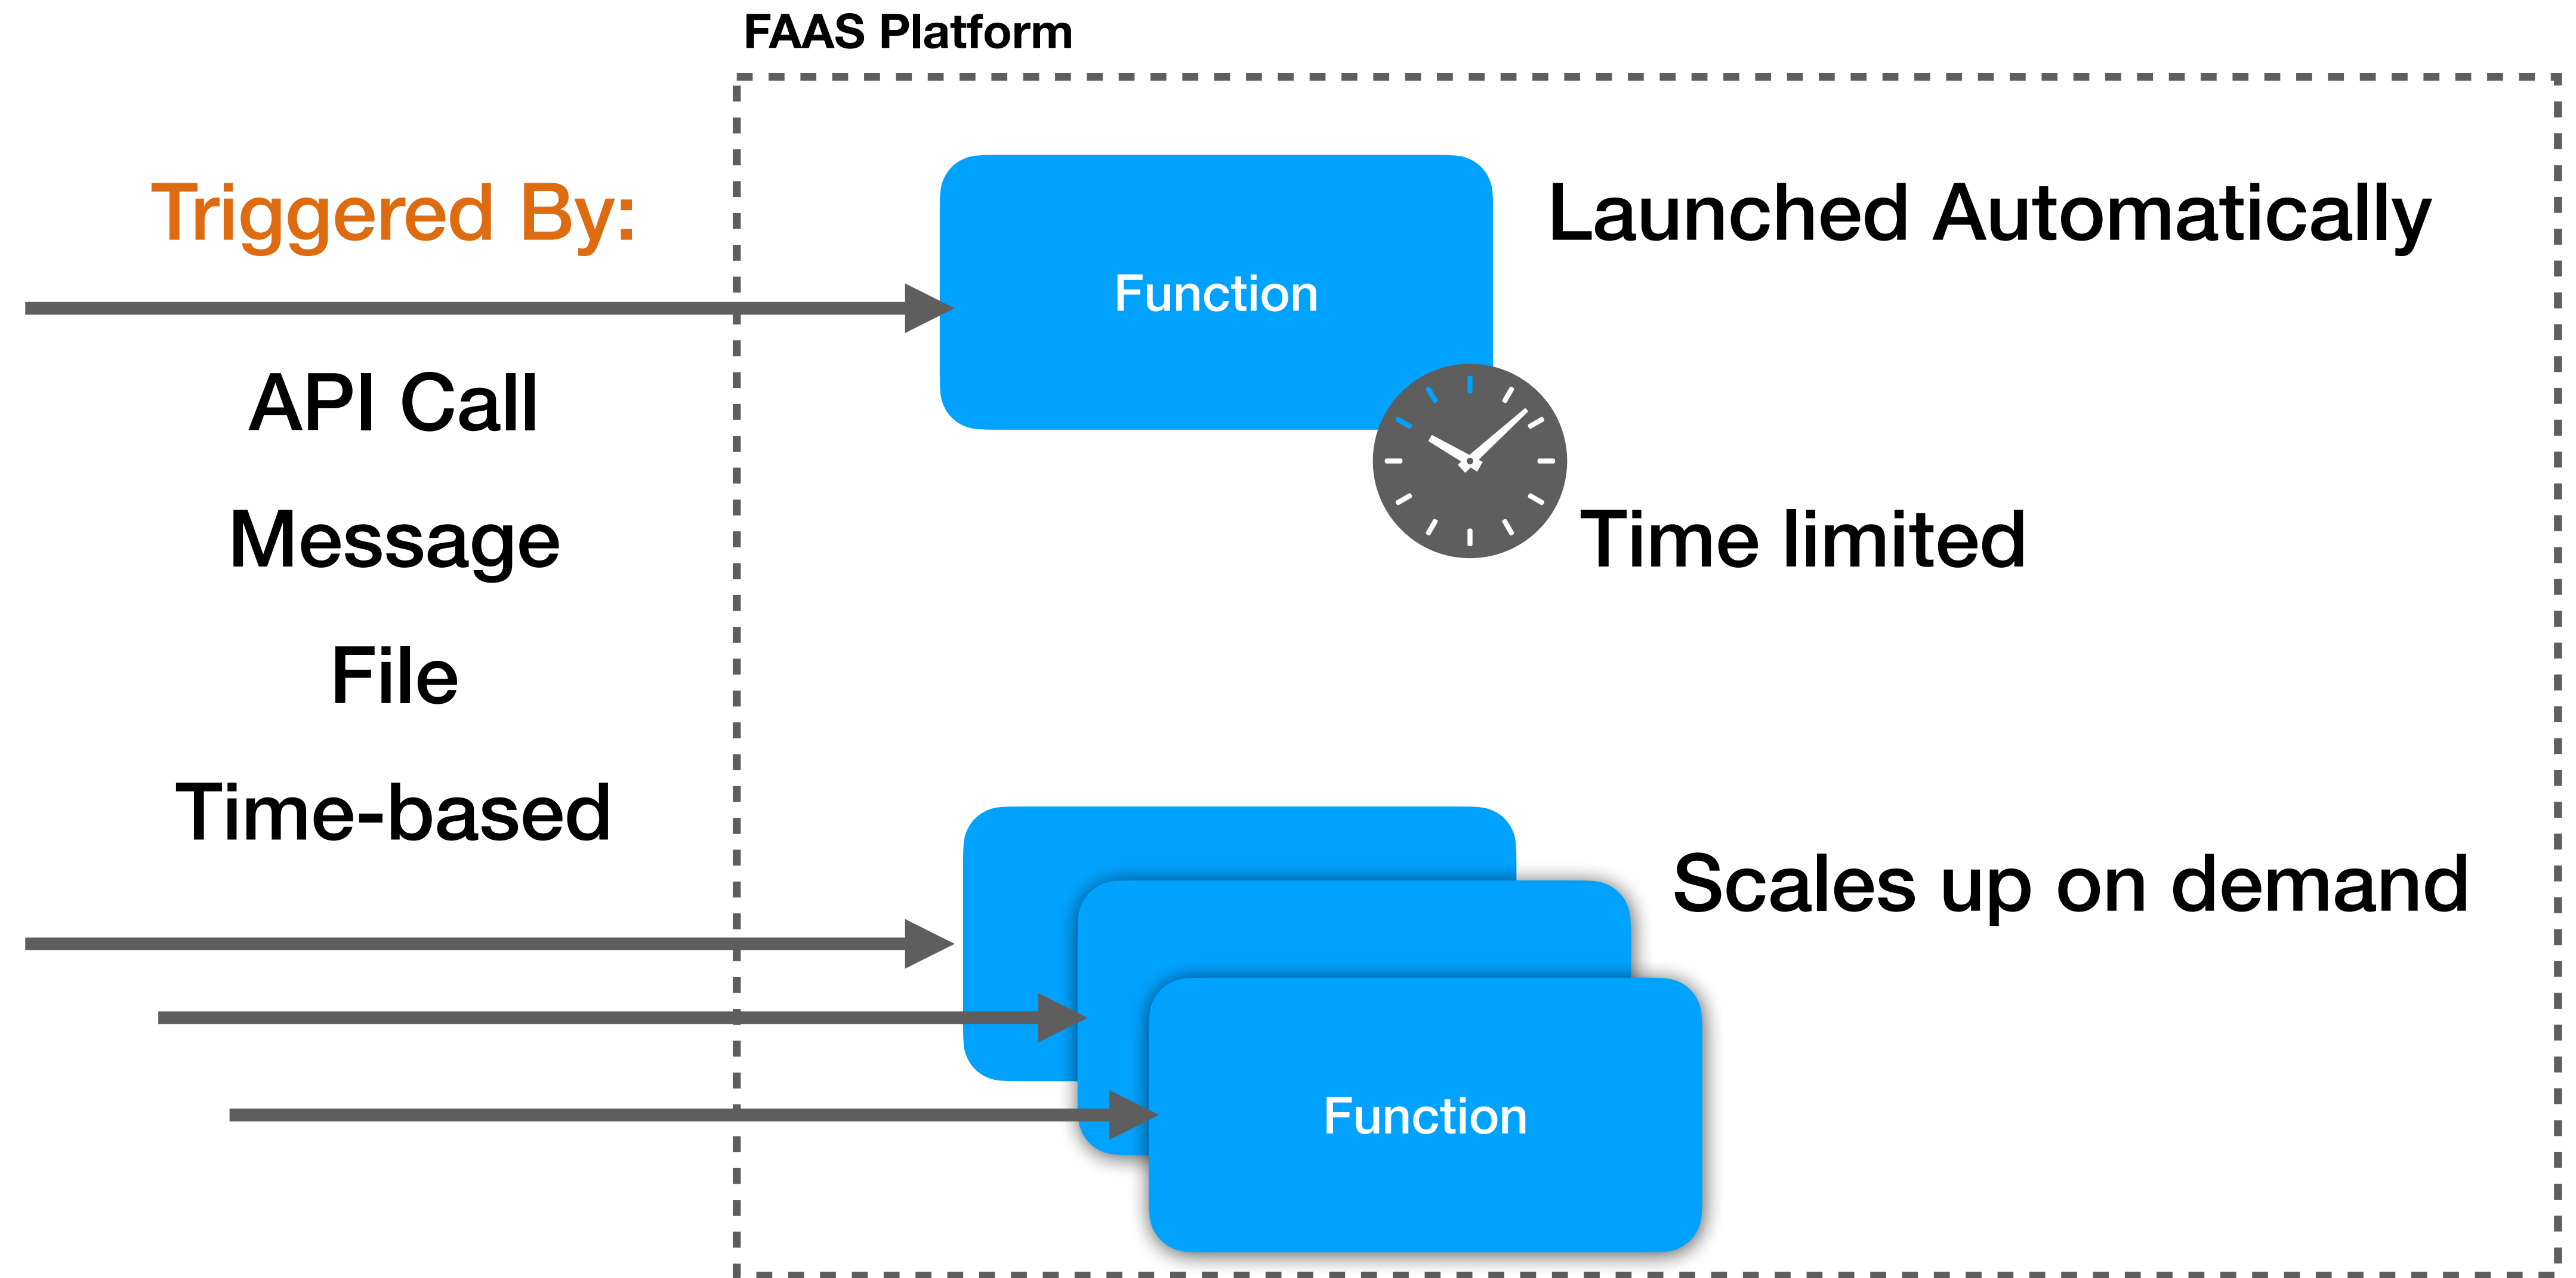 FAAS Platform
Triggered By:
Function
Launched Automatically
API Call
Message
Time limited
File
Time-based
Scales up on demand
Function